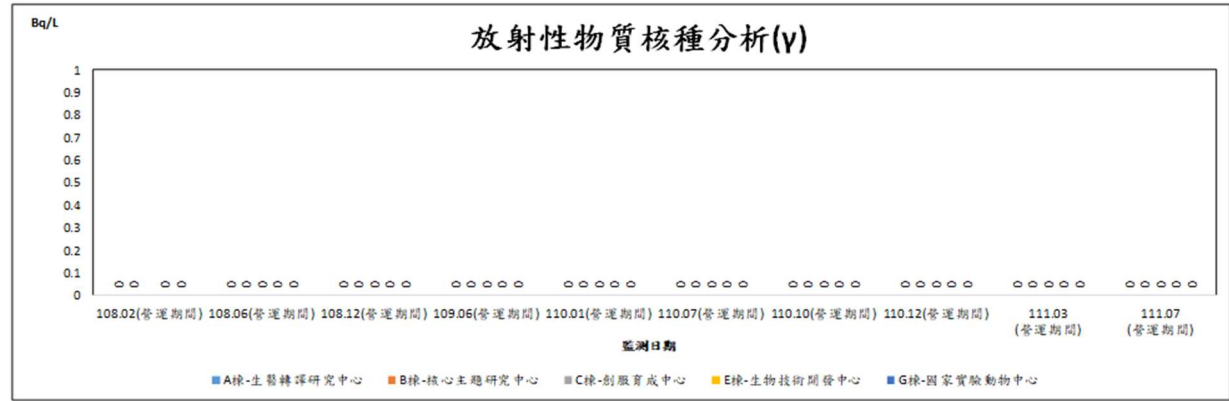 Bq/L
放射性物質核種分析(γ)
1
0.9
0.8
0.7
0.6
0.5
0.4
0.3
0.2
0.1
0
0 0 0 0 0 0 0 0 0 0 0 0 0 0 0 0 0 0 0 0 0 0 0 0 0 0 0 0 0 0 0 0 0 0 0 0 0 0 0 0 0 0 0 0 0 0 0 0 0
108.02(營運期間) 108.06(營運期間) 108.12(營運期間) 109.06(營運期間) 110.01(營運期間) 110.07(營運期間) 110.10(營運期間) 110.12(營運期間) 111.03 111.07
(營運期間) (營運期間)
監測日期
A棟-生醫轉譯研究中心 B棟-核心主題研究中心 C棟-創服育成中心 E棟-生物技術開發中心 G棟-國家實驗動物中心